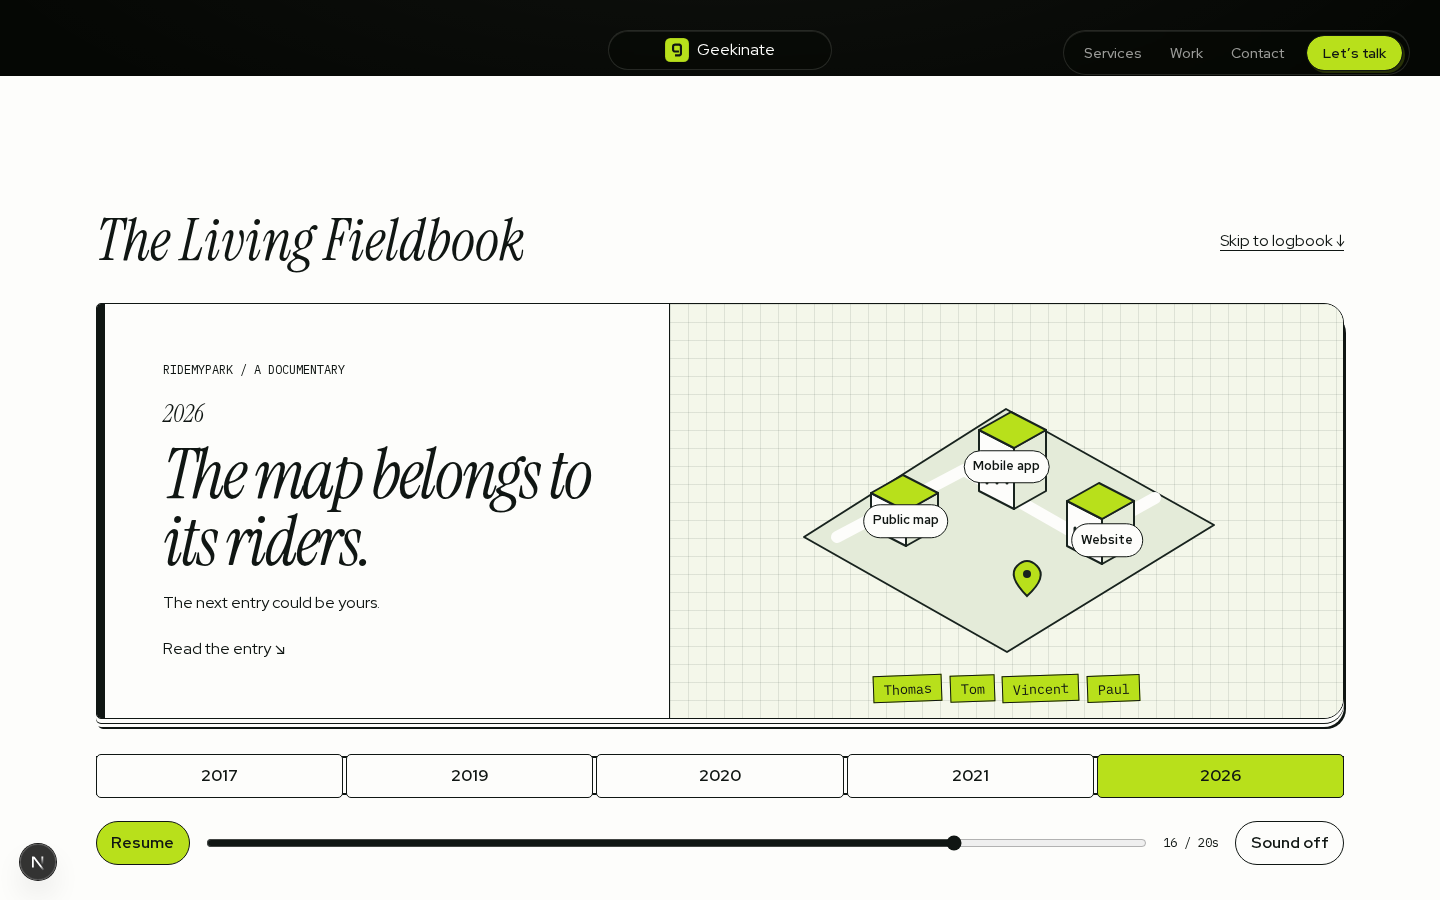 Geekinate
Services Work Contact Let's talk
The Living Fieldbook
Skip to logbook ↓
RIDEMYPARK / A DOCUMENTARY
2026
The map belongs to
its riders.
The next entry could be yours.
Read the entry ↘
Mobile app
Public map
Website
Thomas Tom Vincent Paul
2017 2019 2020 2021 2026
Resume 16 / 20s Sound off
N